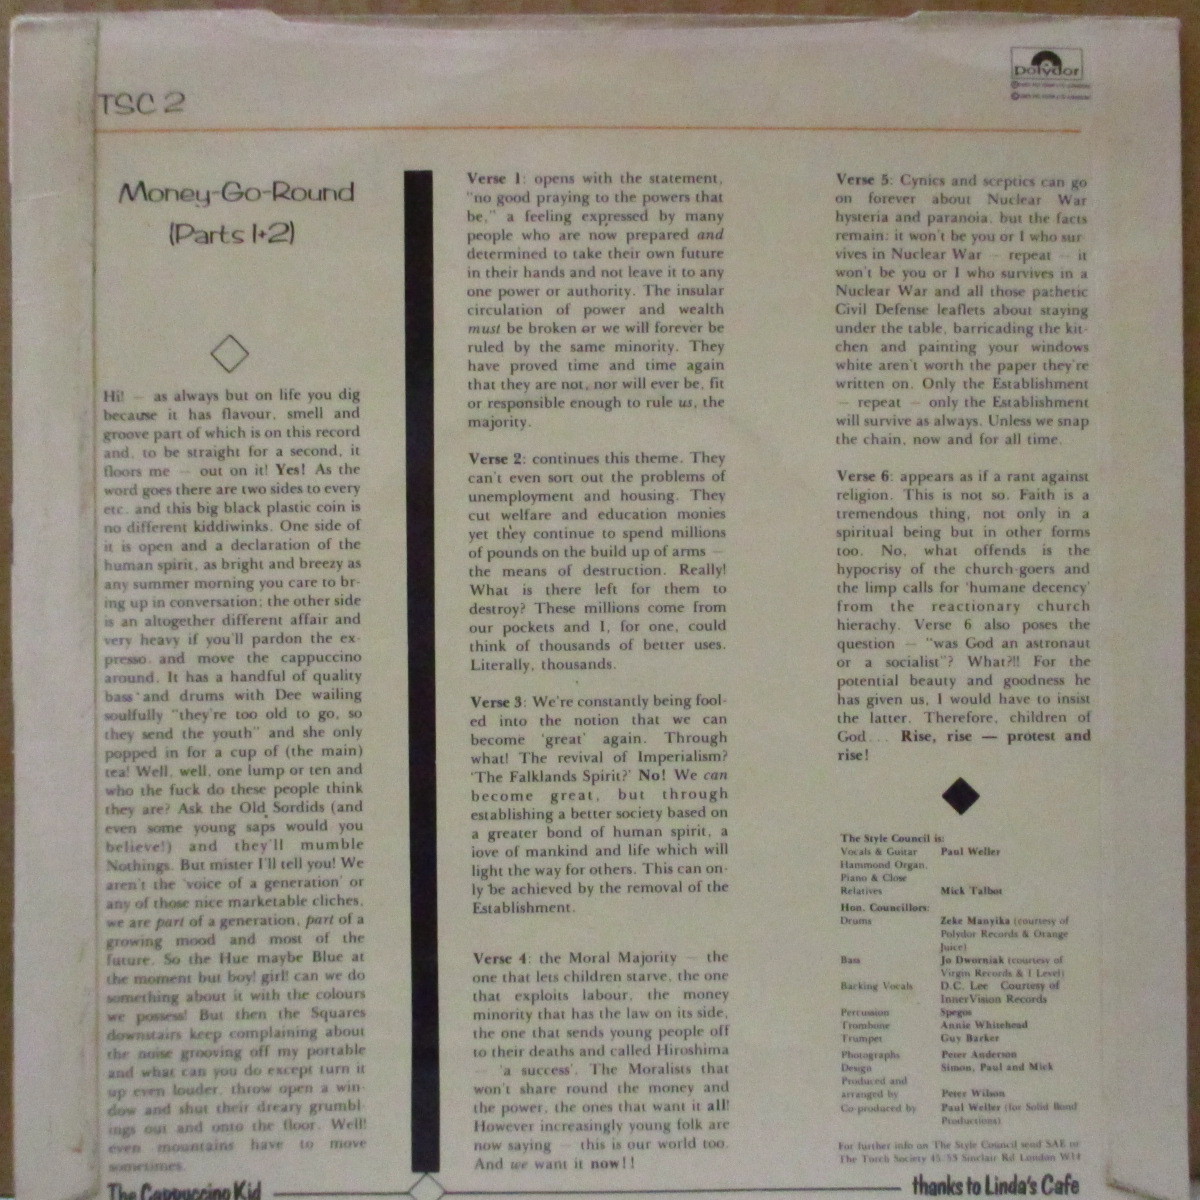 TSC 2
Polydor
Money-Go-Round
(Parts 1+2)
Hi! — as always but on life you dig
because it has flavour, smell and
groove part of which is on this record
and, to be straight for a second, it
floors me — out on it! Yes! As the
word goes there are two sides to every
etc. and this big black plastic coin is
no different kiddiwinks. One side of
it is open and a declaration of the
human spirit, as bright and breezy as
any summer morning you care to br-
ing up in conversation; the other side
is an altogether different affair and
very heavy if you'll pardon the ex-
presso, and move the cappuccino
around. It has a handful of quality
bass and drums with Dee wailing
soulfully "they're too old to go, so
they send the youth" and she only
popped in for a cup of (the main)
tea! Well, well, one lump or ten and
who the fuck do these people think
they are? Ask the Old Sordids (and
even some young saps would you
believe!) and they'll mumble
Nothings. But mister I'll tell you! We
aren't the 'voice of a generation' or
any of those nice marketable cliches,
we are part of a generation, part of a
growing mood and most of the
future. So the Hue maybe Blue at
the moment but boy! girl! can we do
something about it with the colours
we possess! But then the Squares
downstairs keep complaining about
the noise grooving off my portable
and what can you do except turn it
up even louder, throw open a win-
dow and shut their dreary grumbl-
ings out and onto the floor. Well!
even mountains have to move
sometimes.
The Cappuccino Kid
Verse 1: opens with the statement,
"no good praying to the powers that
be," a feeling expressed by many
people who are now prepared and
determined to take their own future
in their hands and not leave it to any
one power or authority. The insular
circulation of power and wealth
must be broken or we will forever be
ruled by the same minority. They
have proved time and time again
that they are not, nor will ever be, fit
or responsible enough to rule us, the
majority.
Verse 2: continues this theme. They
can't even sort out the problems of
unemployment and housing. They
cut welfare and education monies
yet they continue to spend millions
of pounds on the build up of arms —
the means of destruction. Really!
What is there left for them to
destroy? These millions come from
our pockets and I, for one, could
think of thousands of better uses.
Literally, thousands.
Verse 3: We're constantly being fool-
ed into the notion that we can
become 'great' again. Through
what! The revival of Imperialism?
'The Falklands Spirit?' No! We can
become great, but through
establishing a better society based on
a greater bond of human spirit, a
love of mankind and life which will
light the way for others. This can on-
ly be achieved by the removal of the
Establishment.
Verse 4: the Moral Majority — the
one that lets children starve, the one
that exploits labour, the money
minority that has the law on its side,
the one that sends young people off
to their deaths and called Hiroshima
— 'a success'. The Moralists that
won't share round the money and
the power, the ones that want it all!
However increasingly young folk are
now saying — this is our world too.
And we want it now!!
Verse 5: Cynics and sceptics can go
on forever about Nuclear War
hysteria and paranoia, but the facts
remain: it won't be you or I who sur-
vives in Nuclear War — repeat — it
won't be you or I who survives in a
Nuclear War and all those pathetic
Civil Defense leaflets about staying
under the table, barricading the kit-
chen and painting your windows
white aren't worth the paper they're
written on. Only the Establishment
— repeat — only the Establishment
will survive as always. Unless we snap
the chain, now and for all time.
Verse 6: appears as if a rant against
religion. This is not so. Faith is a
tremendous thing, not only in a
spiritual being but in other forms
too. No, what offends is the
hypocrisy of the church-goers and
the limp calls for 'humane decency'
from the reactionary church
hierachy. Verse 6 also poses the
question — "was God an astronaut
or a socialist"? What?!! For the
potential beauty and goodness he
has given us, I would have to insist
the latter. Therefore, children of
God... Rise, rise — protest and
rise!
The Style Council is:
Vocals & Guitar Paul Weller
Hammond Organ,
Piano & Close
Relatives Mick Talbot
Hon. Councillors:
Drums Zeke Manyika (courtesy of
Polydor Records & Orange
Juice)
Bass Jo Dworniak (courtesy of
Virgin Records & I Level)
Backing Vocals D.C. Lee Courtesy of
InnerVision Records
Percussion Spegos
Trombone Annie Whitehead
Trumpet Guy Barker
Photographs Peter Anderson
Design Simon, Paul and Mick
Produced and
arranged by Peter Wilson
Co-produced by Paul Weller (for Solid Bond
Productions)
For further info on The Style Council send SAE to
The Torch Society 45/53 Sinclair Rd London W14
thanks to Linda's Cafe